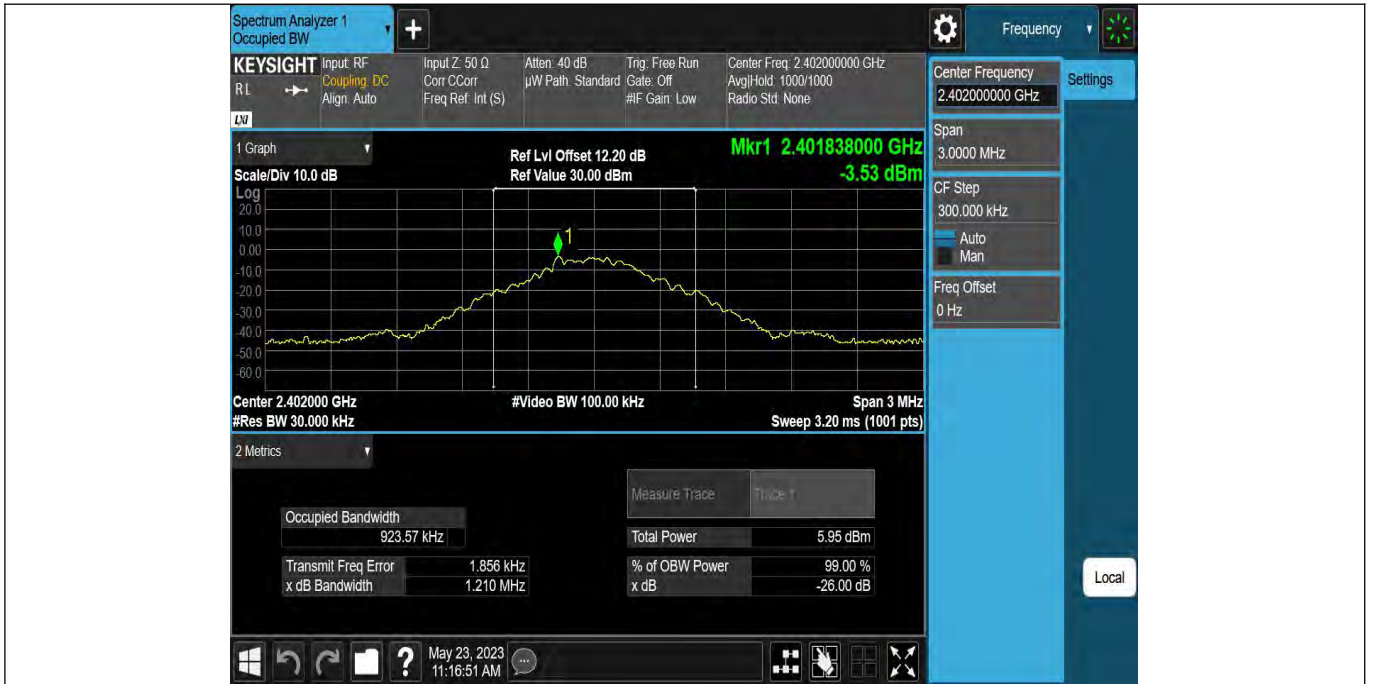 Spectrum Analyzer 1
Occupied BW
Frequency
KEYSIGHT
R L
LXI
Input: RF
Coupling: DC
Align: Auto
Input Z: 50 Ω
Corr CCorr
Freq Ref: Int (S)
Atten: 40 dB
µW Path: Standard
Trig: Free Run
Gate: Off
#IF Gain: Low
Center Freq: 2.402000000 GHz
Avg|Hold: 1000/1000
Radio Std: None
Center Frequency
2.402000000 GHz
Settings
Span
3.0000 MHz
CF Step
300.000 kHz
Auto
Man
Freq Offset
0 Hz
Local
1 Graph
Scale/Div 10.0 dB
Ref Lvl Offset 12.20 dB
Ref Value 30.00 dBm
Mkr1 2.401838000 GHz
-3.53 dBm
Log
20.0
10.0
0.00
-10.0
-20.0
-30.0
-40.0
-50.0
-60.0
1
Center 2.402000 GHz
#Video BW 100.00 kHz
Span 3 MHz
#Res BW 30.000 kHz
Sweep 3.20 ms (1001 pts)
2 Metrics
Measure Trace Trace 1
Occupied Bandwidth
923.57 kHz
Total Power 5.95 dBm
Transmit Freq Error 1.856 kHz
% of OBW Power 99.00 %
x dB Bandwidth 1.210 MHz
x dB -26.00 dB
May 23, 2023
11:16:51 AM